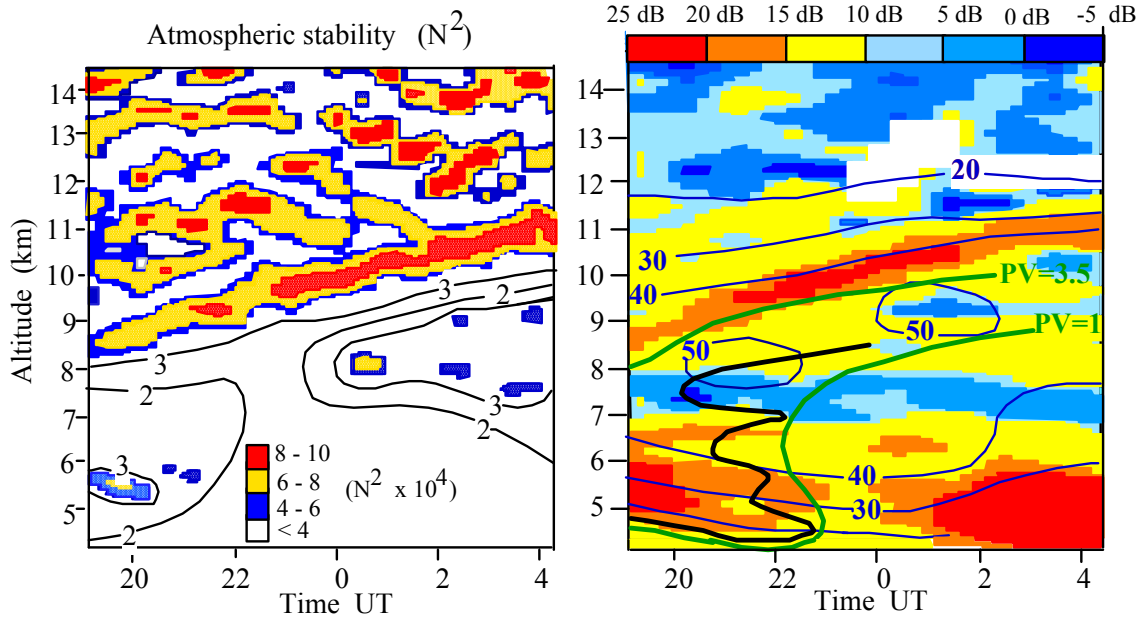 Atmospheric stability (N²)
14
13
12
11
10
9
8
7
6
5
Altitude (km)
3
2
3
2
3
2
3
2
8 - 10
6 - 8
4 - 6
< 4
(N² x 10⁴)
20
22
0
2
4
Time UT
25 dB
20 dB
15 dB
10 dB
5 dB
0 dB
-5 dB
14
13
12
11
10
9
8
7
6
5
20
30
40
PV=3.5
50
PV=1
50
40
30
20
22
0
2
4
Time UT